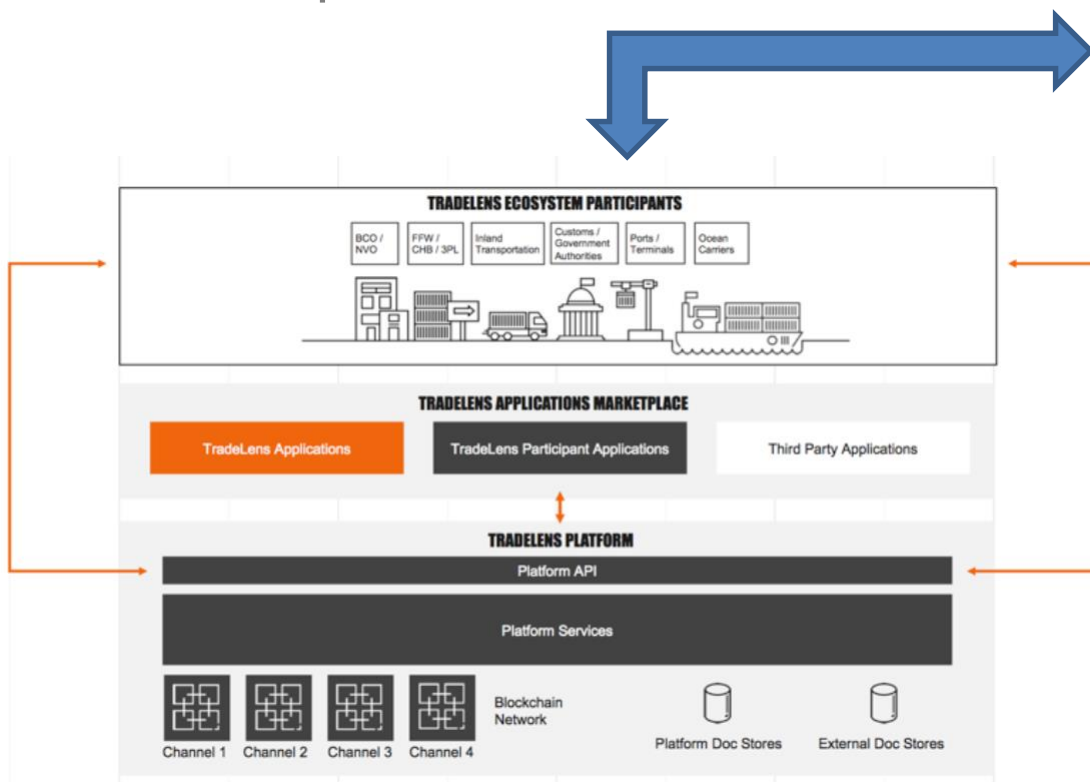 TRADELENS ECOSYSTEM PARTICIPANTS
BCO /
NVO
FFW /
CHB / 3PL
Inland
Transportation
Customs /
Government
Authorities
Ports /
Terminals
Ocean
Carriers
TRADELENS APPLICATIONS MARKETPLACE
TradeLens Applications
TradeLens Participant Applications
Third Party Applications
TRADELENS PLATFORM
Platform API
Platform Services
Channel 1
Channel 2
Channel 3
Channel 4
Blockchain
Network
Platform Doc Stores
External Doc Stores